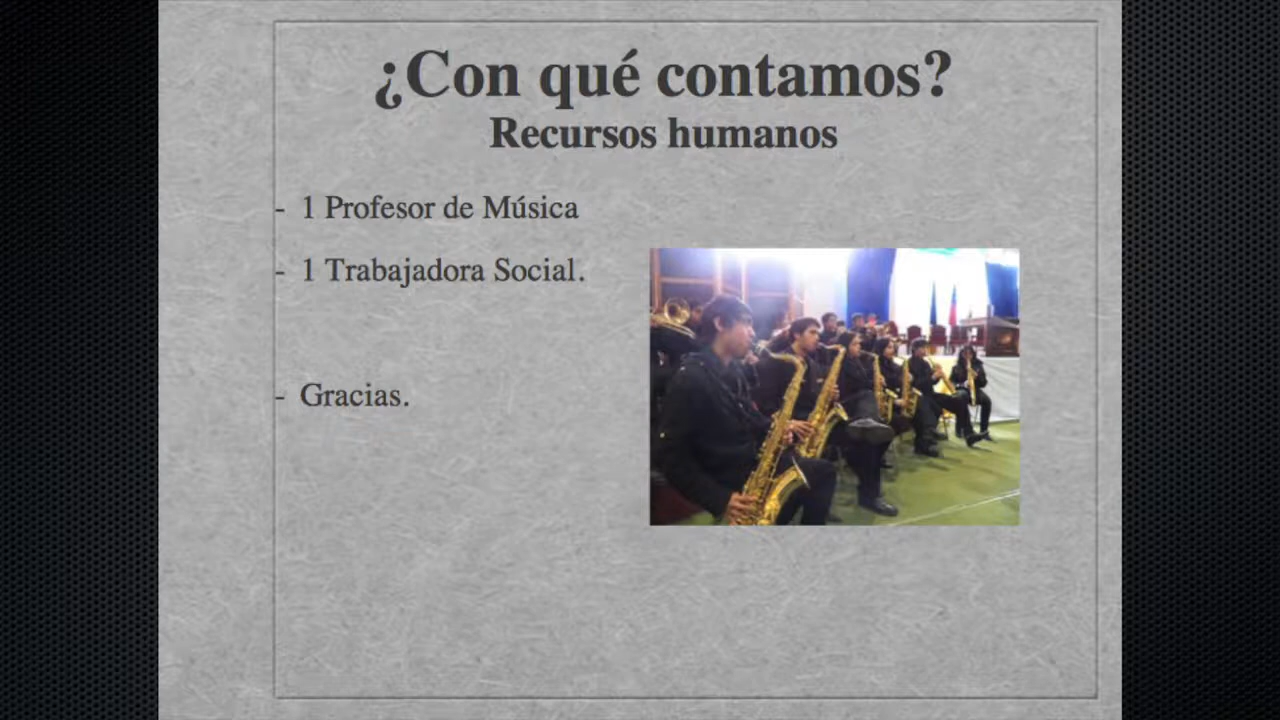 ¿Con qué contamos?
Recursos humanos
- 1 Profesor de Música
- 1 Trabajadora Social.
- Gracias.